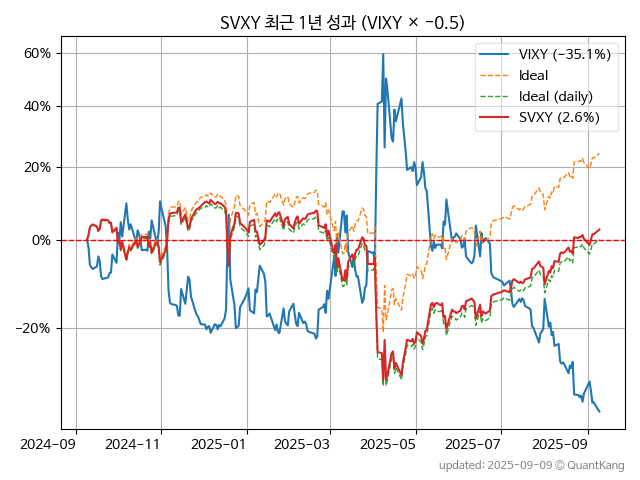 SVXY 최근 1년 성과 (VIXY × −0.5)
60%
40%
20%
0%
−20%
VIXY (−35.1%)
Ideal
Ideal (daily)
SVXY (2.6%)
2024-09
2024-11
2025-01
2025-03
2025-05
2025-07
2025-09
updated: 2025-09-09 © QuantKang